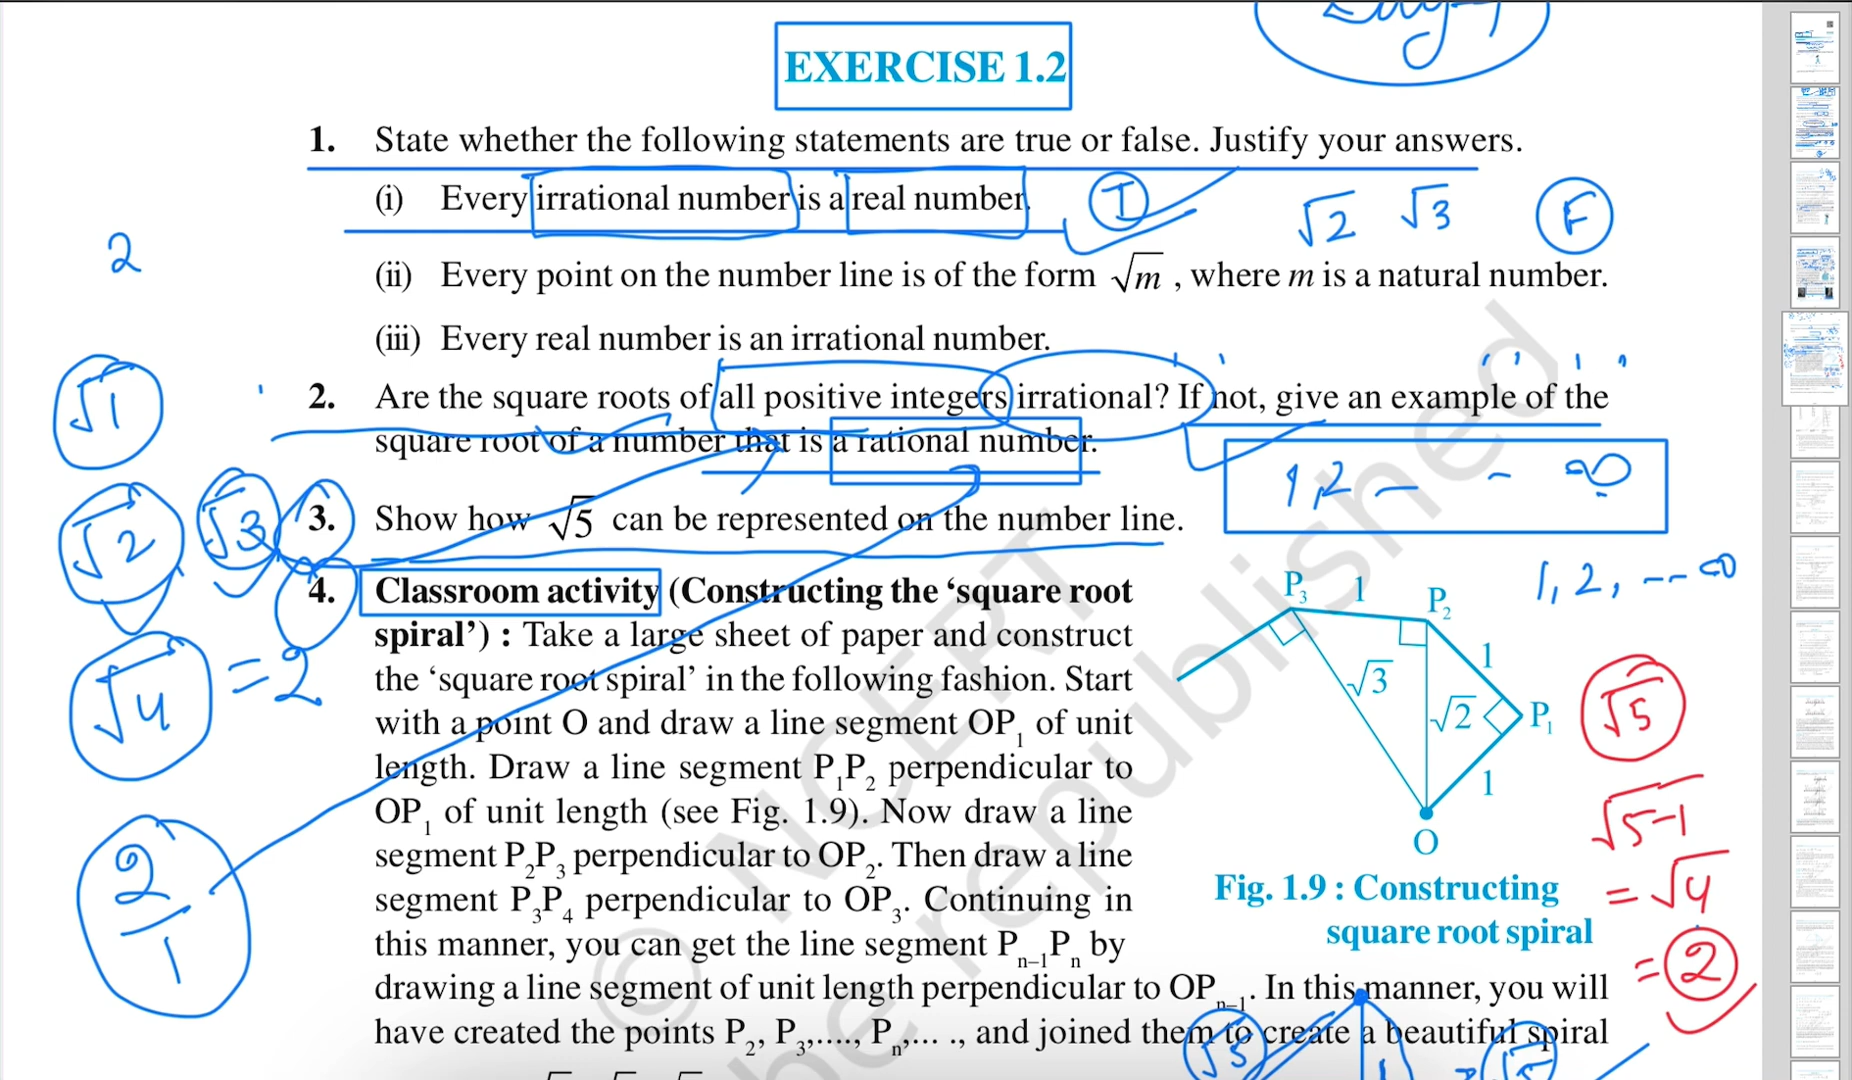 EXERCISE 1.2
1. State whether the following statements are true or false. Justify your answers.
(i) Every irrational number is a real number. T
√2 √3 F
2
(ii) Every point on the number line is of the form √m , where m is a natural number.
(iii) Every real number is an irrational number.
√1
2. Are the square roots of all positive integers irrational? If not, give an example of the
square root of a number that is a rational number.
1, 2 – – ∞
√2 √3
3. Show how √5 can be represented on the number line.
1, 2, --- ∞
4. Classroom activity (Constructing the ‘square root
spiral’) : Take a large sheet of paper and construct
the ‘square root spiral’ in the following fashion. Start
with a point O and draw a line segment OP₁ of unit
length. Draw a line segment P₁P₂ perpendicular to
OP₁ of unit length (see Fig. 1.9). Now draw a line
segment P₂P₃ perpendicular to OP₂. Then draw a line
segment P₃P₄ perpendicular to OP₃. Continuing in
this manner, you can get the line segment Pₙ₋₁Pₙ by
drawing a line segment of unit length perpendicular to OPₙ₋₁. In this manner, you will
have created the points P₂, P₃,...., Pₙ,... ., and joined them to create a beautiful spiral
√4 = 2
2/1
P₃ 1 P₂
1
√3 √2 P₁
1
O
Fig. 1.9 : Constructing
square root spiral
√5
√5-1
= √4
= 2
√5
© NCERT
be republished